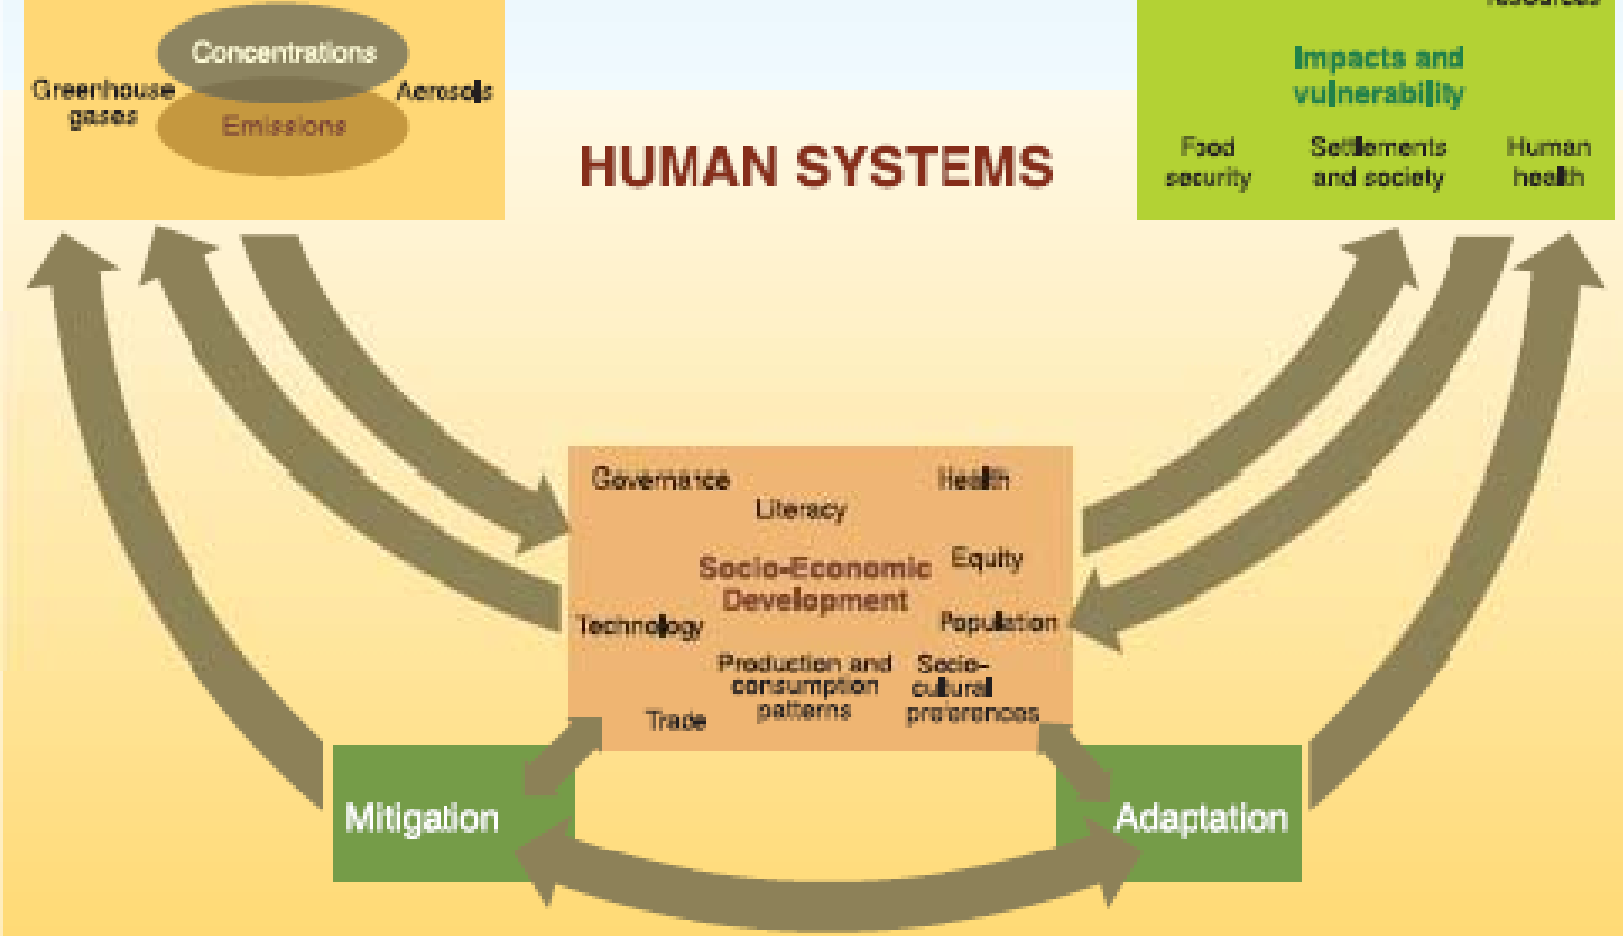 resources
Concentrations
Greenhouse
gases
Aerosols
Emissions
Impacts and
vulnerability
Food
security
Settlements
and society
Human
health
HUMAN SYSTEMS
Governance
Health
Literacy
Equity
Socio-Economic
Development
Technology
Population
Production and
consumption
patterns
Socio-
cultural
preferences
Trade
Mitigation
Adaptation